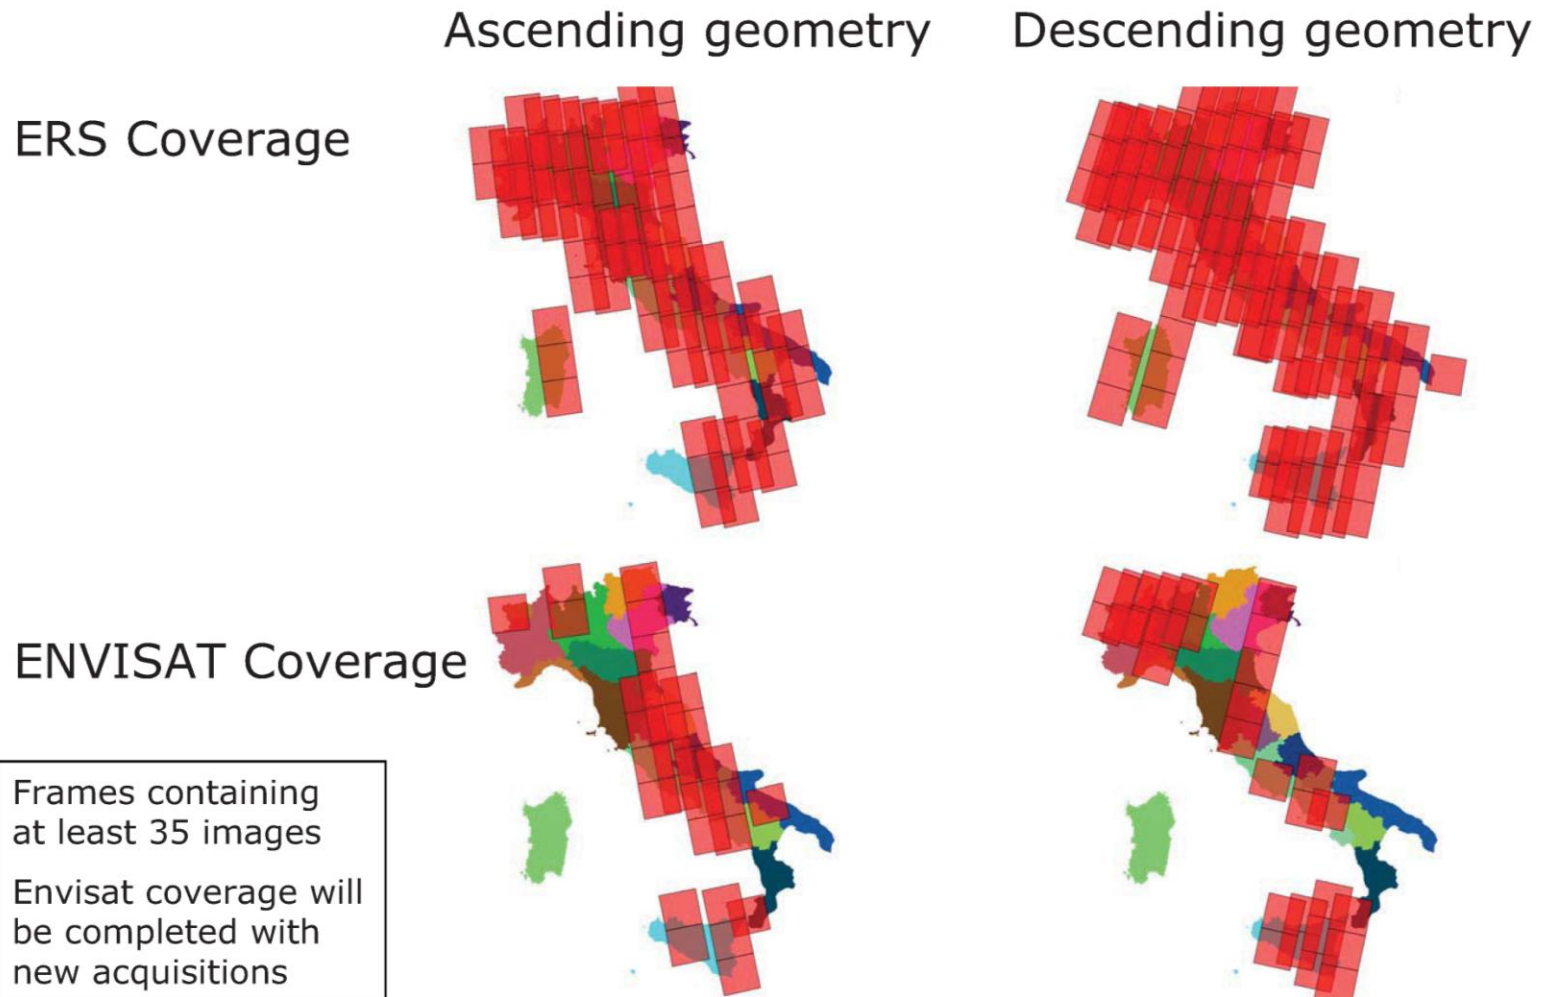 Ascending geometry
Descending geometry
ERS Coverage
ENVISAT Coverage
Frames containing
at least 35 images
Envisat coverage will
be completed with
new acquisitions